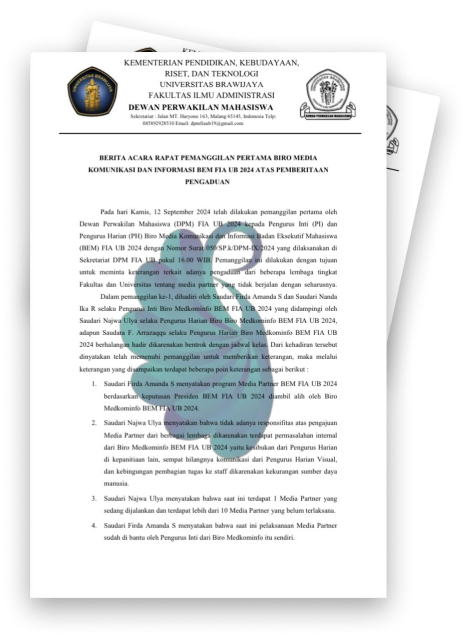 KEMENTERIAN PENDIDIKAN, KEBUDAYAAN,
RISET, DAN TEKNOLOGI
UNIVERSITAS BRAWIJAYA
FAKULTAS ILMU ADMINISTRASI
DEWAN PERWAKILAN MAHASISWA
Sekretariat : Jalan MT. Haryono 163, Malang 65145, Indonesia Telp:
BERITA ACARA RAPAT PEMANGGILAN PERTAMA BIRO MEDIA
KOMUNIKASI DAN INFORMASI BEM FIA UB 2024 ATAS PEMBERITAAN
PENGADUAN
Pada hari Kamis, 12 September 2024 telah dilakukan pemanggilan pertama oleh
Dewan Perwakilan Mahasiswa (DPM) FIA UB 2024 kepada Pengurus Inti (PI) dan
Pengurus Harian (PH) Biro Media Komunikasi dan Informasi Badan Eksekutif Mahasiswa
(BEM) FIA UB 2024 dengan Nomor Surat 050/SP.k/DPM-IX/2024 yang dilaksanakan di
Sekretariat DPM FIA UB pukul 16.00 WIB. Pemanggilan ini dilakukan dengan tujuan
untuk meminta keterangan terkait adanya pengaduan dari beberapa lembaga tingkat
Fakultas dan Universitas tentang media partner yang tidak berjalan dengan seharusnya.
Dalam pemanggilan ke-1, dihadiri oleh Saudari Firda Amanda S dan Saudari Nanda
Ika R selaku Pengurus Inti Biro Medkominfo BEM FIA UB 2024 yang didampingi oleh
Saudari Najwa Ulya selaku Pengurus Harian Biro Biro Medkominfo BEM FIA UB 2024,
adapun Saudara F. Arrazaqqu selaku Pengurus Harian Biro Medkominfo BEM FIA UB
2024 berhalangan hadir dikarenakan bentrok dengan jadwal kelas. Dari kehadiran tersebut
dinyatakan telah memenuhi pemanggilan untuk memberikan keterangan, maka melalui
keterangan yang disampaikan terdapat beberapa poin keterangan sebagai berikut :
1. Saudari Firda Amanda S menyatakan program Media Partner BEM FIA UB 2024
berdasarkan keputusan Presiden BEM FIA UB 2024 diambil alih oleh Biro
Medkominfo BEM FIA UB 2024.
2. Saudari Najwa Ulya menyatakan bahwa tidak adanya responsifitas atas pengajuan
Media Partner dari berbagai lembaga dikarenakan terdapat permasalahan internal
dari Biro Medkominfo BEM FIA UB 2024 yaitu kesibukan dari Pengurus Harian
di kepanitiaan lain, sempat hilangnya komunikasi dari Pengurus Harian Visual,
dan kebingungan pembagian tugas ke staff dikarenakan kekurangan sumber daya
manusia.
3. Saudari Najwa Ulya menyatakan bahwa saat ini terdapat 1 Media Partner yang
sedang dijalankan dan terdapat lebih dari 10 Media Partner yang belum terlaksana.
4. Saudari Firda Amanda S menyatakan bahwa saat ini pelaksanaan Media Partner
sudah di bantu oleh Pengurus Inti dari Biro Medkominfo itu sendiri.